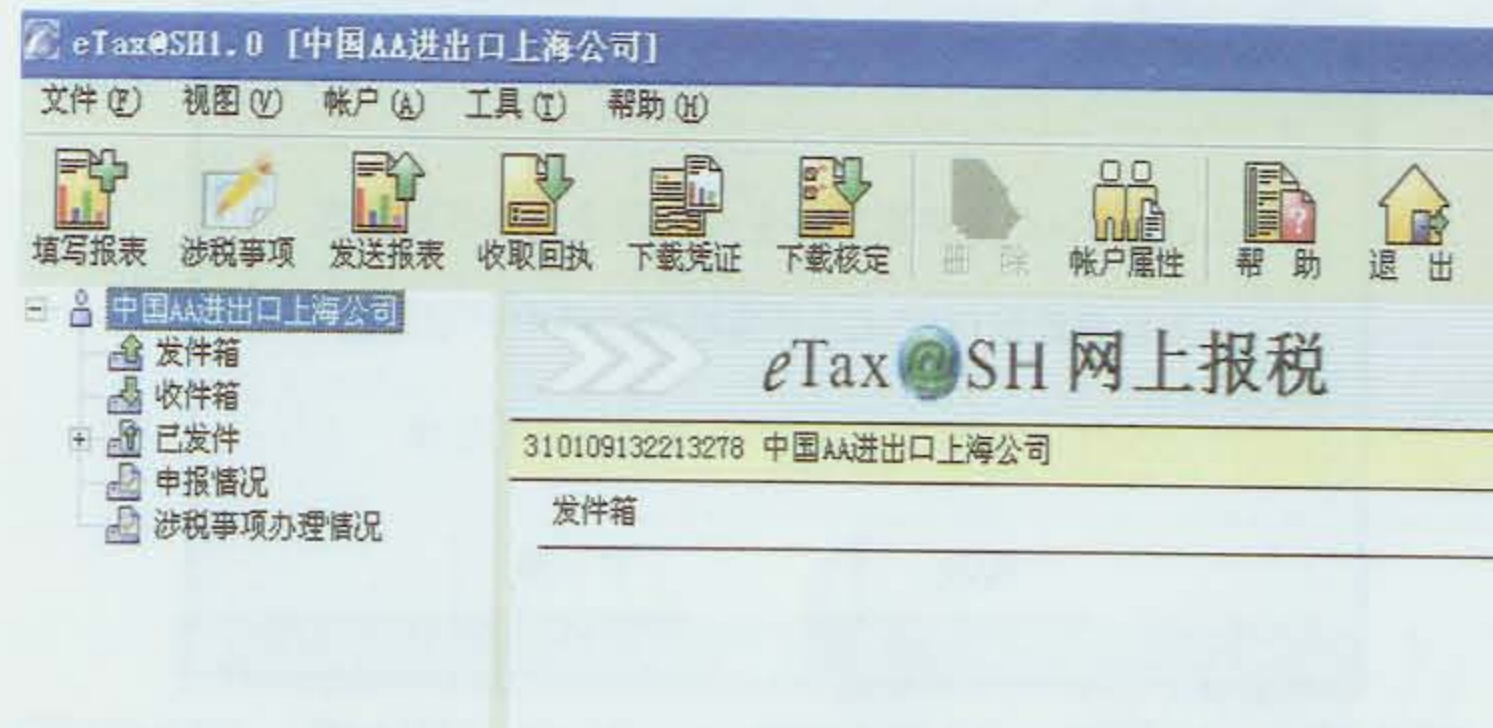 eTax@SH1.0 [中国AA进出口上海公司]
文件(F) 视图(V) 帐户(A) 工具(T) 帮助(H)
填写报表 涉税事项 发送报表 收取回执 下载凭证 下载核定 删 除 帐户属性 帮 助 退 出
中国AA进出口上海公司
发件箱
收件箱
已发件
申报情况
涉税事项办理情况
eTax@SH 网上报税
310109132213278 中国AA进出口上海公司
发件箱